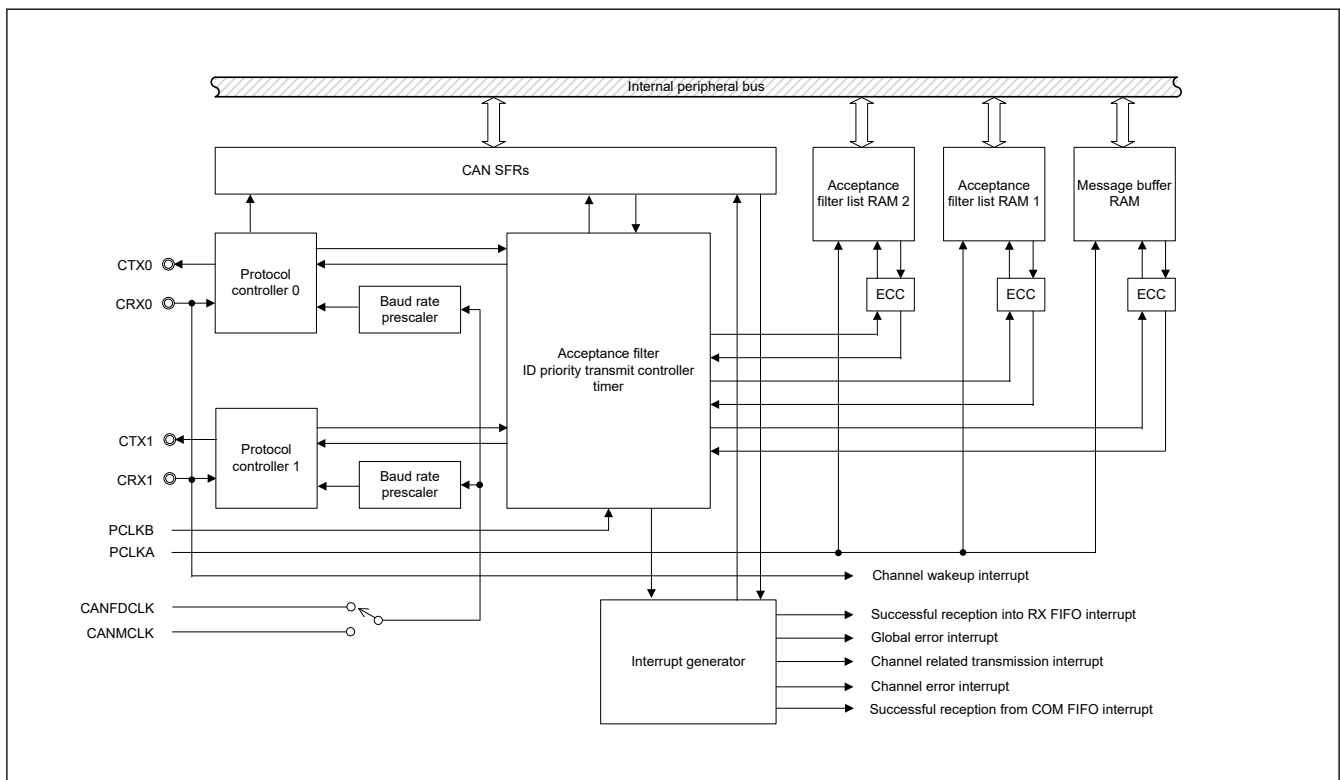 Internal peripheral bus
CAN SFRs
Acceptance
filter list RAM 2
Acceptance
filter list RAM 1
Message buffer
RAM
CTX0
CRX0
Protocol
controller 0
Baud rate
prescaler
ECC
ECC
ECC
Acceptance filter
ID priority transmit controller
timer
CTX1
CRX1
Protocol
controller 1
Baud rate
prescaler
PCLKB
PCLKA
CANFDCLK
CANMCLK
Channel wakeup interrupt
Interrupt generator
Successful reception into RX FIFO interrupt
Global error interrupt
Channel related transmission interrupt
Channel error interrupt
Successful reception from COM FIFO interrupt